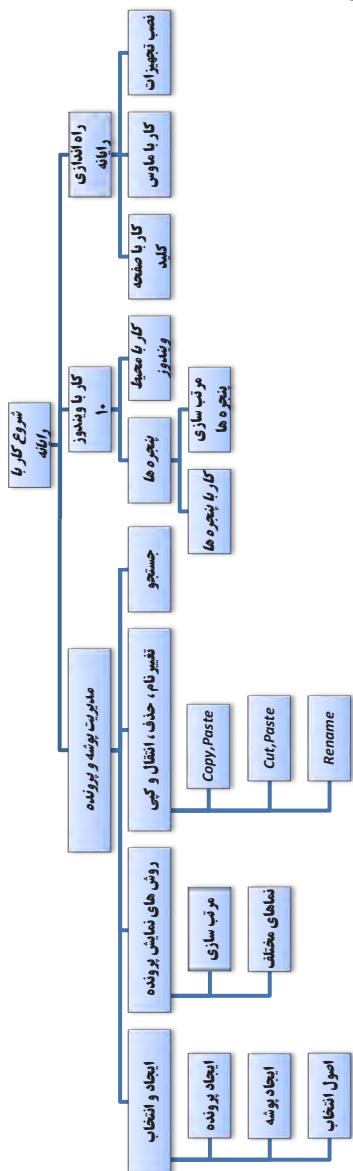 شروع کار با
رایانه
راه اندازی
رایانه
نصب تجهیزات
کار با ماوس
کار با صفحه
کلید
کار با ویندوز
۱۰
کار با محیط
ویندوز
پنجره ها
مرتب سازی
پنجره ها
کار با پنجره ها
مدیریت پوشه و پرونده
جستجو
تغییر نام ، حذف ، انتقال و کپی
Copy,Paste
Cut,Paste
Rename
روش های نمایش پرونده
مرتب سازی
نماهای مختلف
ایجاد و انتخاب
ایجاد پرونده
ایجاد پوشه
اصول انتخاب